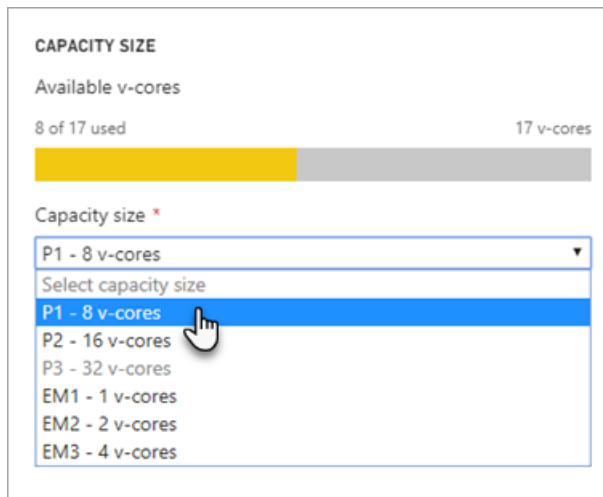 CAPACITY SIZE
Available v-cores
8 of 17 used 17 v-cores
Capacity size *
P1 - 8 v-cores
Select capacity size
P1 - 8 v-cores
P2 - 16 v-cores
P3 - 32 v-cores
EM1 - 1 v-cores
EM2 - 2 v-cores
EM3 - 4 v-cores